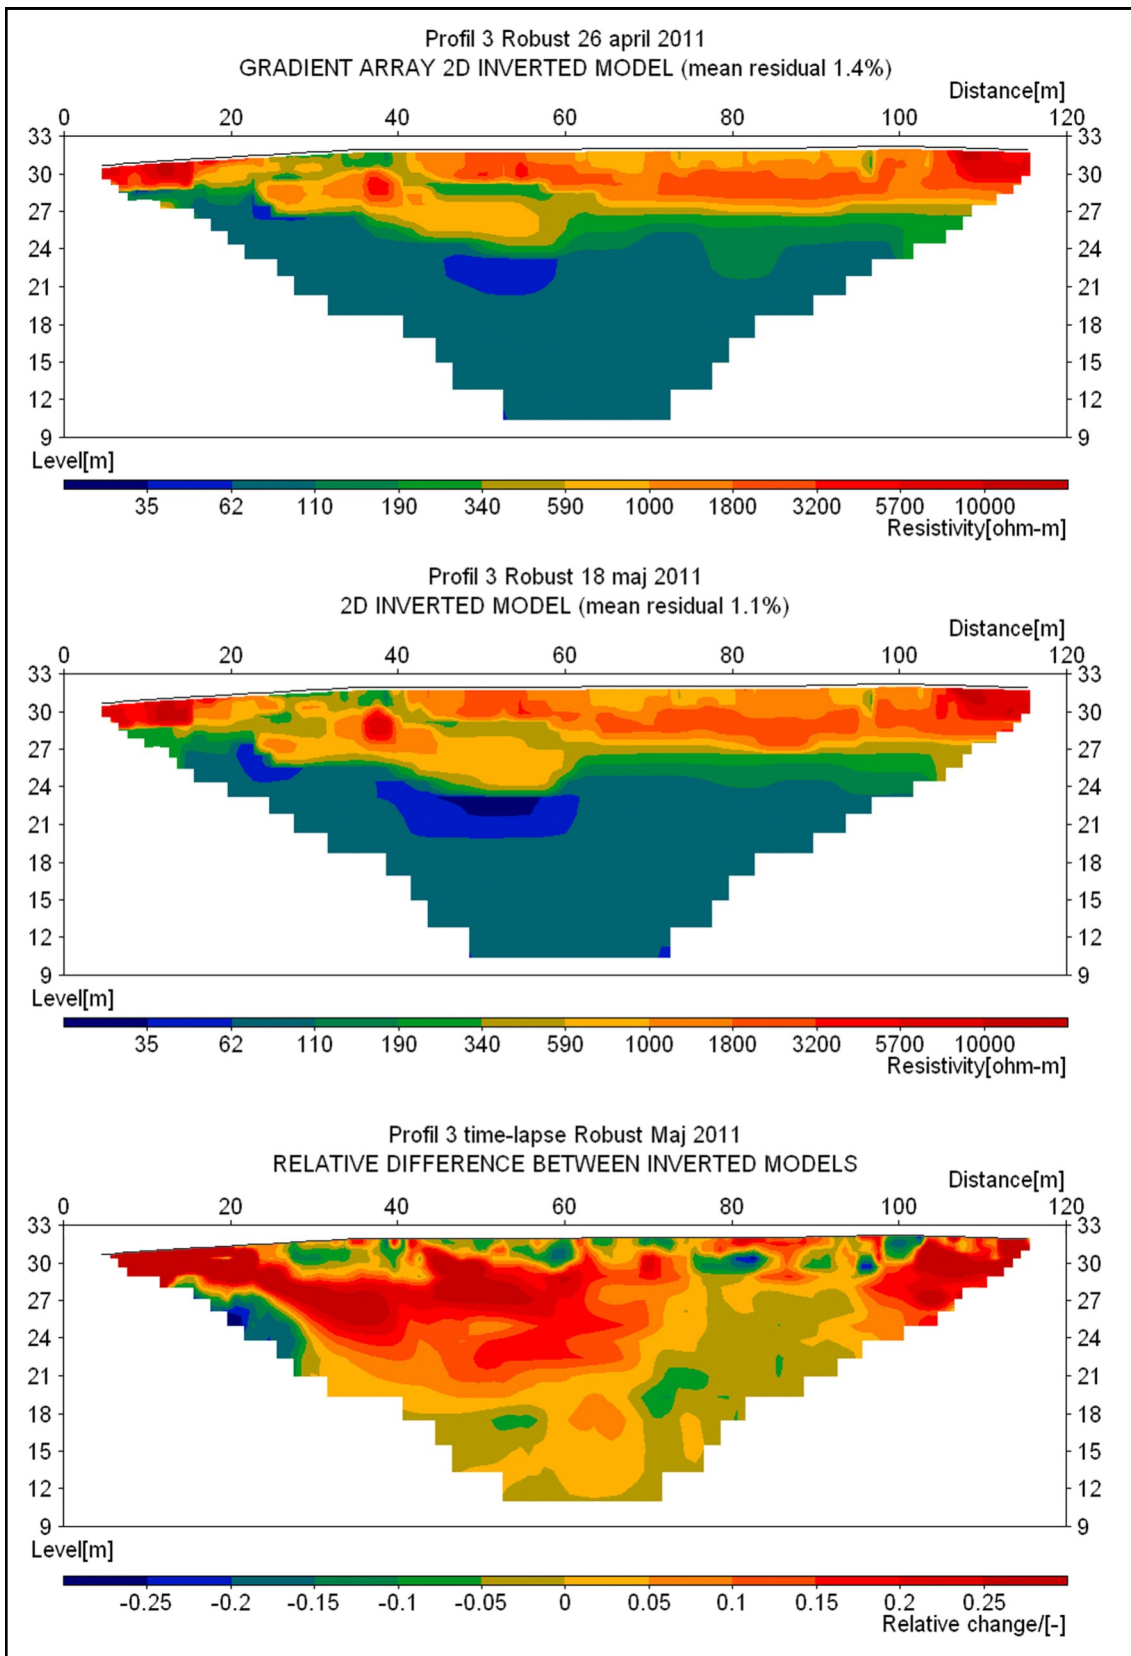 Profil 3 Robust 26 april 2011
GRADIENT ARRAY 2D INVERTED MODEL (mean residual 1.4%)
Distance[m]
0 20 40 60 80 100 120
33 33
30 30
27 27
24 24
21 21
18 18
15 15
12 12
9 9
Level[m]
35 62 110 190 340 590 1000 1800 3200 5700 10000
Resistivity[ohm-m]
Profil 3 Robust 18 maj 2011
2D INVERTED MODEL (mean residual 1.1%)
Distance[m]
0 20 40 60 80 100 120
33 33
30 30
27 27
24 24
21 21
18 18
15 15
12 12
9 9
Level[m]
35 62 110 190 340 590 1000 1800 3200 5700 10000
Resistivity[ohm-m]
Profil 3 time-lapse Robust Maj 2011
RELATIVE DIFFERENCE BETWEEN INVERTED MODELS
Distance[m]
0 20 40 60 80 100 120
33 33
30 30
27 27
24 24
21 21
18 18
15 15
12 12
9 9
Level[m]
-0.25 -0.2 -0.15 -0.1 -0.05 0 0.05 0.1 0.15 0.2 0.25
Relative change/[-]